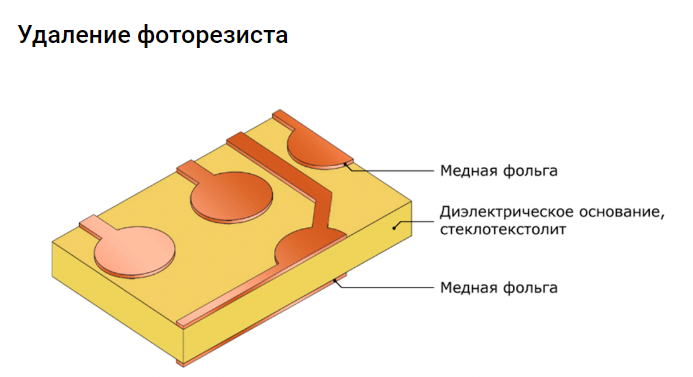 Удаление фоторезиста
Медная фольга
Диэлектрическое основание,
стеклотекстолит
Медная фольга